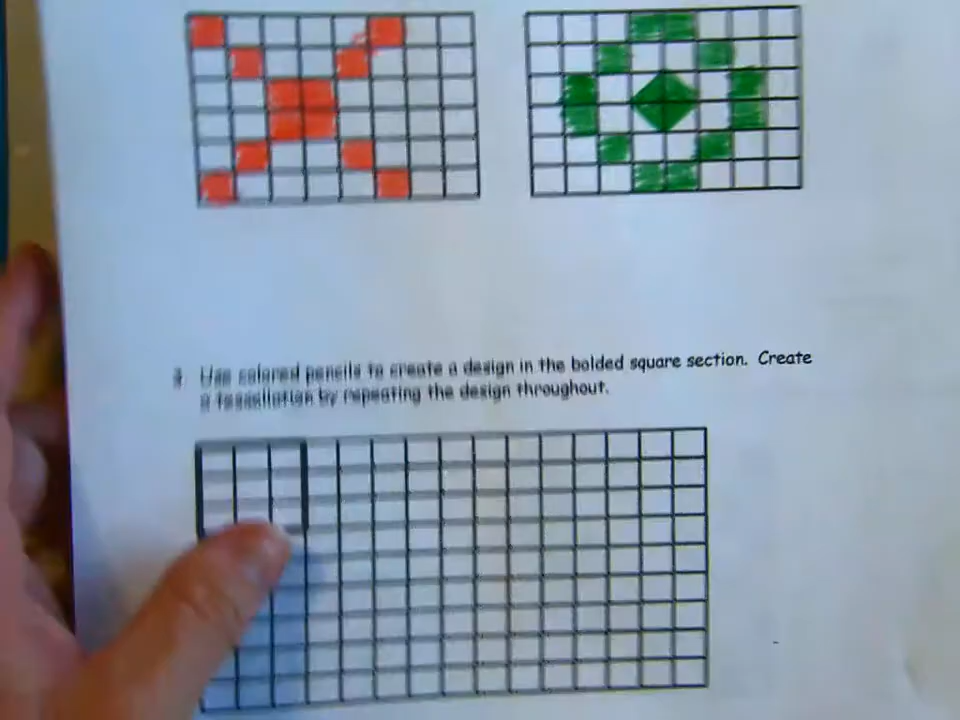 3. Use colored pencils to create a design in the bolded square section. Create
a tessellation by repeating the design throughout.